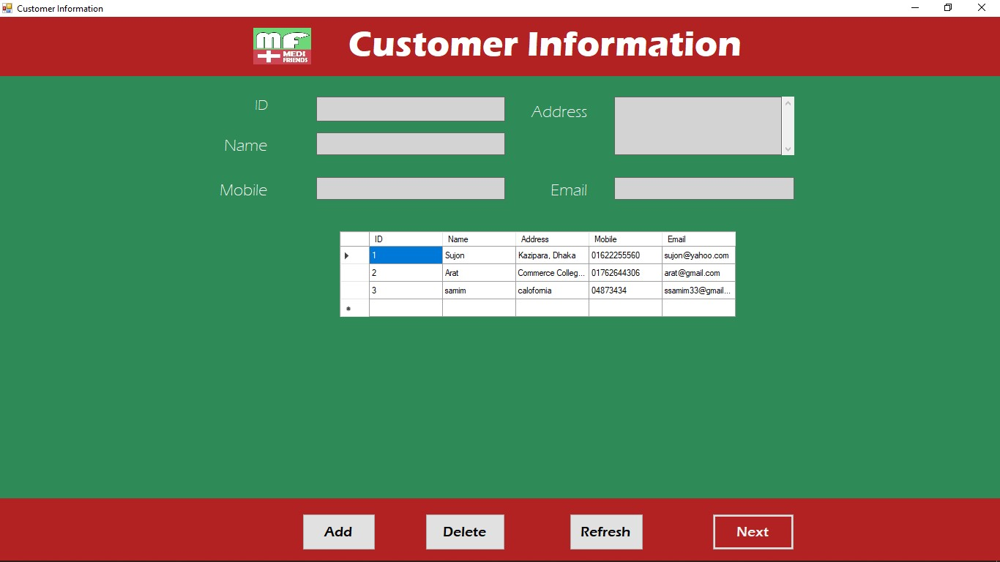 Customer Information
MF
MEDI
FRIENDS
Customer Information
ID
Address
Name
Mobile
Email
ID Name Address Mobile Email
1 Sujon Kazipara, Dhaka 01622255560 sujon@yahoo.com
2 Arat Commerce Colleg... 01762644306 arat@gmail.com
3 samim calofornia 04873434 ssamim33@gmail...
Add Delete Refresh Next